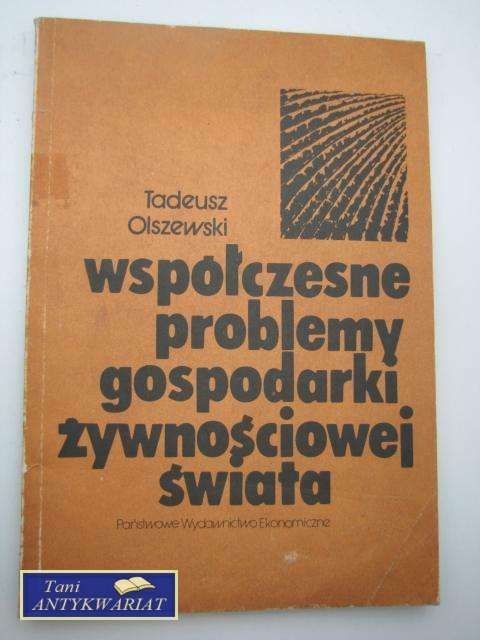 Tadeusz
Olszewski
współczesne
problemy
gospodarki
żywnościowej
świata
Państwowe Wydawnictwo Ekonomiczne
Tani
ANTYKWARIAT